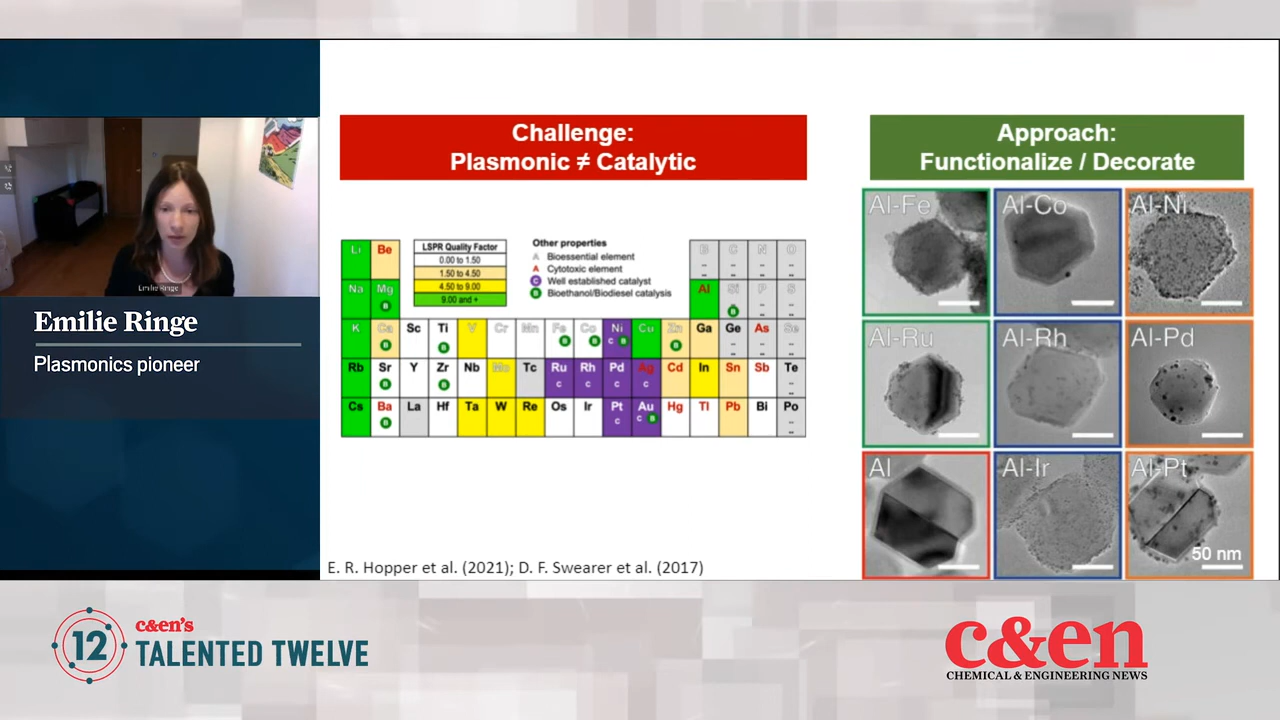 Emilie Ringe
Emilie Ringe
Plasmonics pioneer
Challenge:
Plasmonic ≠ Catalytic
LSPR Quality Factor
0.00 to 1.50
1.50 to 4.50
4.50 to 9.00
9.00 and +
Other properties
A Bioessential element
A Cytotoxic element
C Well established catalyst
B Bioethanol/Biodiesel catalysis
Li Be B C N O
Na Mg Al Si P S
B B
K Ca Sc Ti V Cr Mn Fe Co Ni Cu Zn Ga Ge As Se
B B B B C B B
Rb Sr Y Zr Nb Mo Tc Ru Rh Pd Ag Cd In Sn Sb Te
B B C C C C
Cs Ba La Hf Ta W Re Os Ir Pt Au Hg Tl Pb Bi Po
B C C B
E. R. Hopper et al. (2021); D. F. Swearer et al. (2017)
Approach:
Functionalize / Decorate
Al-Fe Al-Co Al-Ni
Al-Ru Al-Rh Al-Pd
Al Al-Ir Al-Pt
50 nm
12
c&en's
TALENTED TWELVE
c&en
CHEMICAL & ENGINEERING NEWS